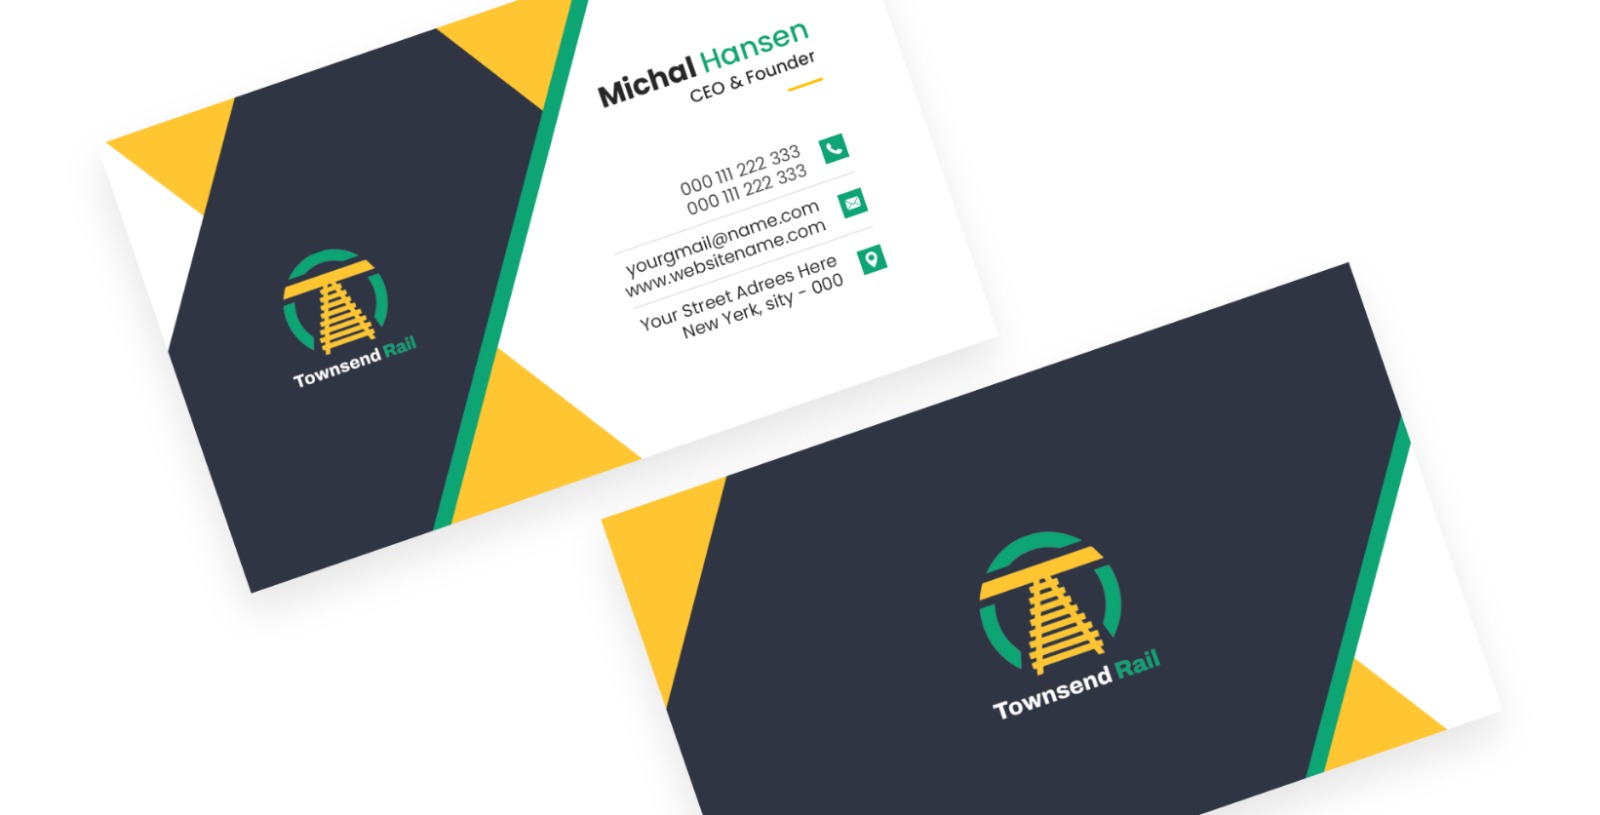 Michal Hansen
CEO & Founder
000 111 222 333
000 111 222 333
yourgmail@name.com
www.websitename.com
Your Street Adrees Here
New Yerk, sity - 000
Townsend Rail
Townsend Rail